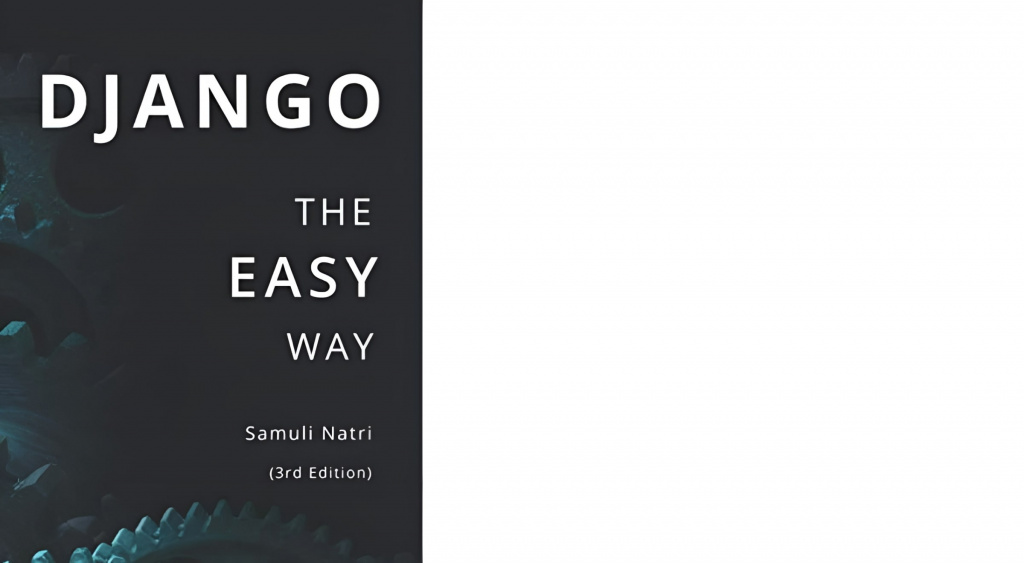 DJANGO
THE
EASY
WAY
Samuli Natri
(3rd Edition)